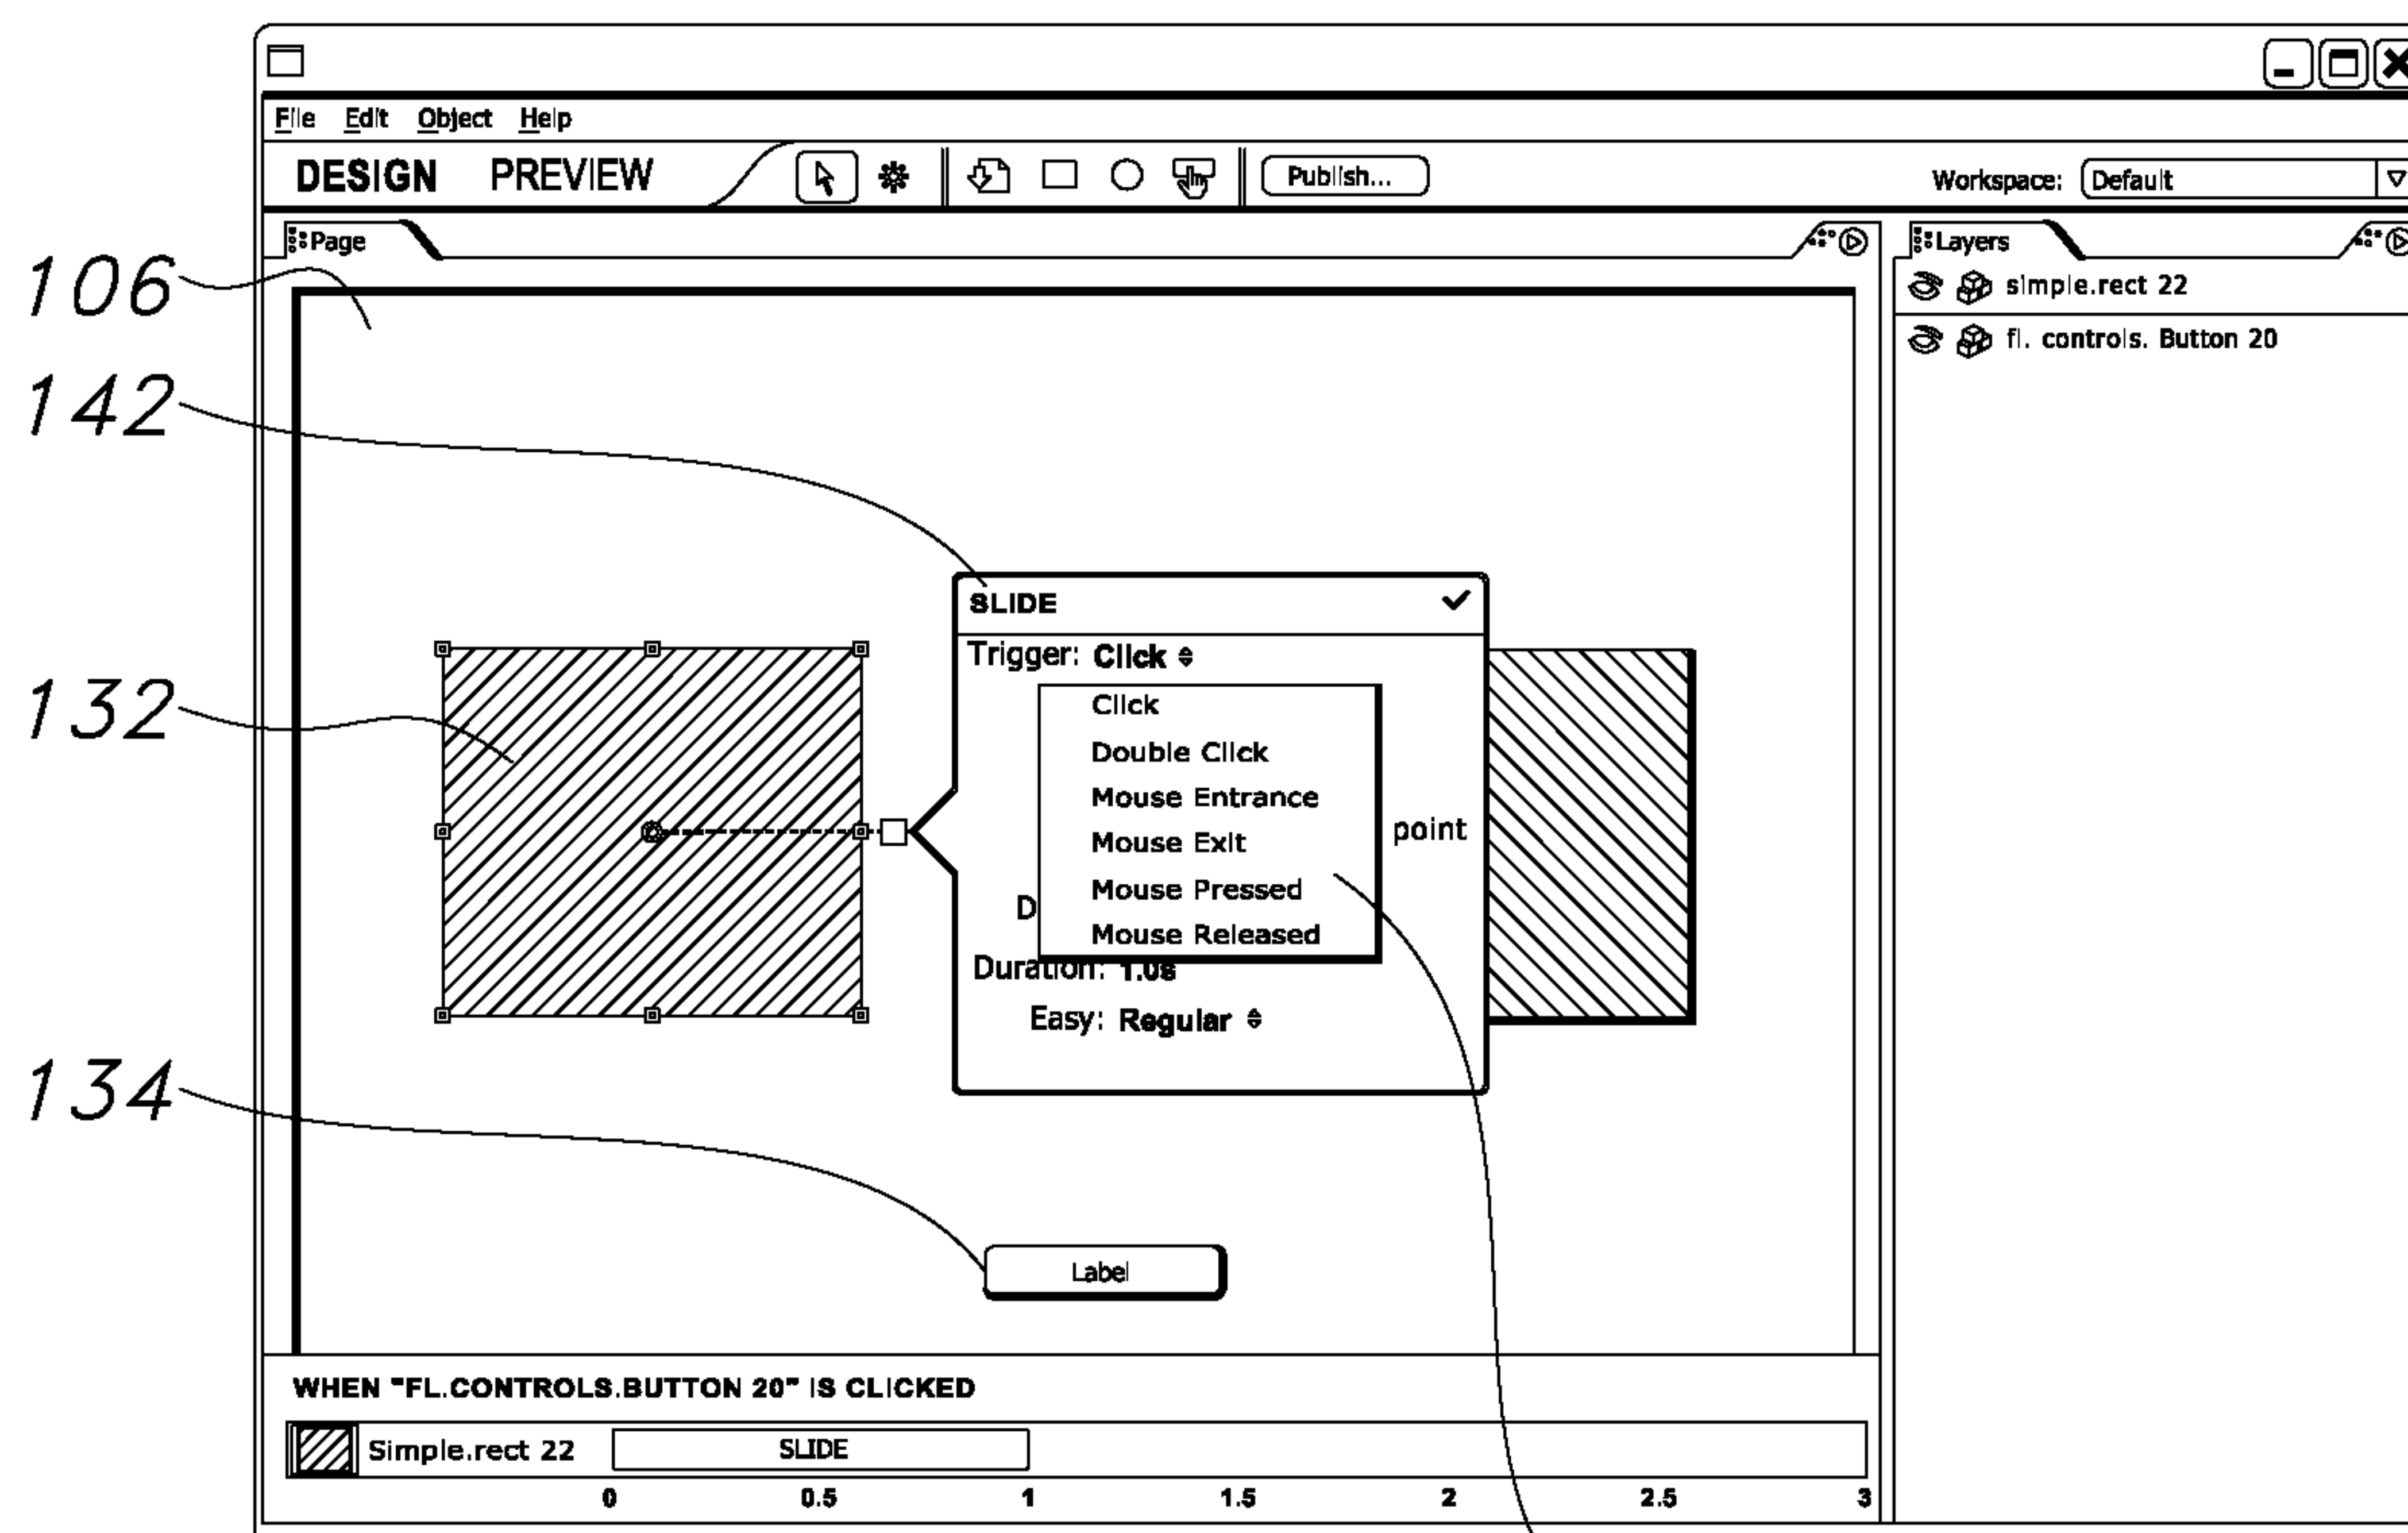 File Edit Object Help
DESIGN PREVIEW Publish... Workspace: Default
Page Layers
106
simple.rect 22
fl. controls. Button 20
142
SLIDE
132
Trigger: Click
Click
Double Click
Mouse Entrance
point
Mouse Exit
Mouse Pressed
D
Mouse Released
Duration: 1.0s
Easy: Regular
134
Label
WHEN "FL.CONTROLS.BUTTON 20" IS CLICKED
Simple.rect 22 SLIDE
0 0.5 1 1.5 2 2.5 3